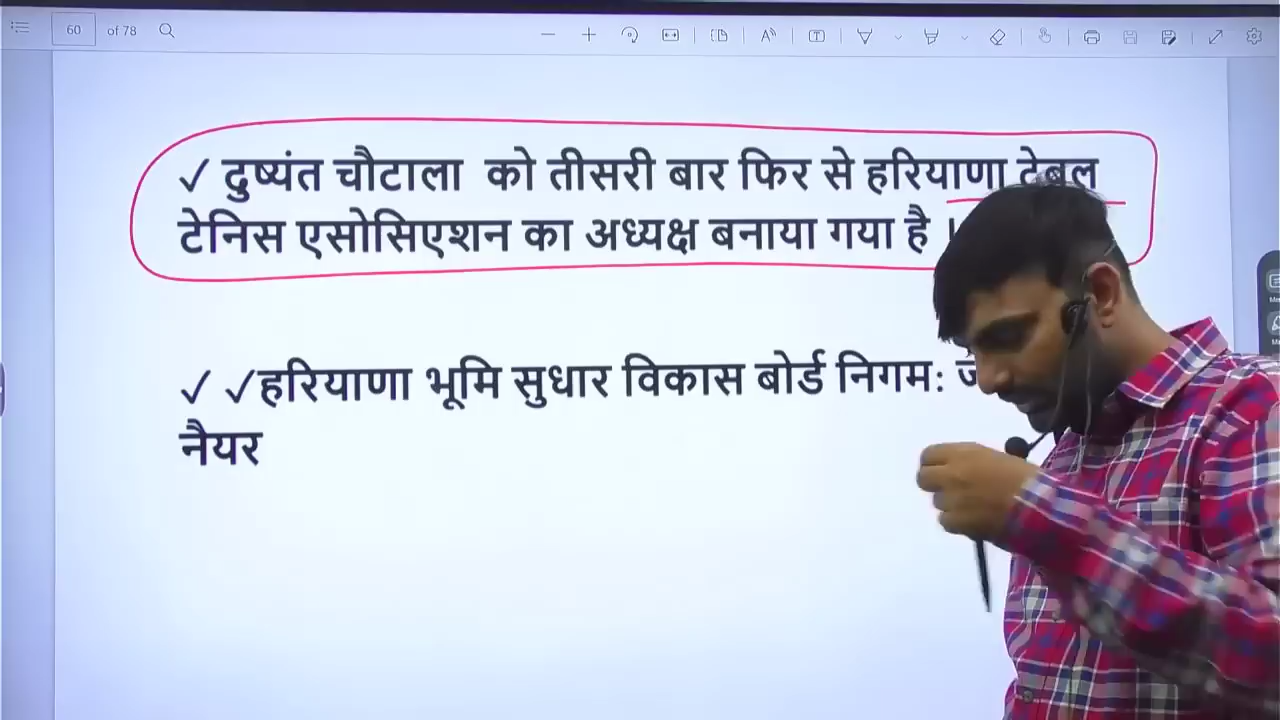 60 of 78
✓ दुष्यंत चौटाला को तीसरी बार फिर से हरियाणा टेबल
टेनिस एसोसिएशन का अध्यक्ष बनाया गया है ।
✓ ✓हरियाणा भूमि सुधार विकास बोर्ड निगम:
नैयर